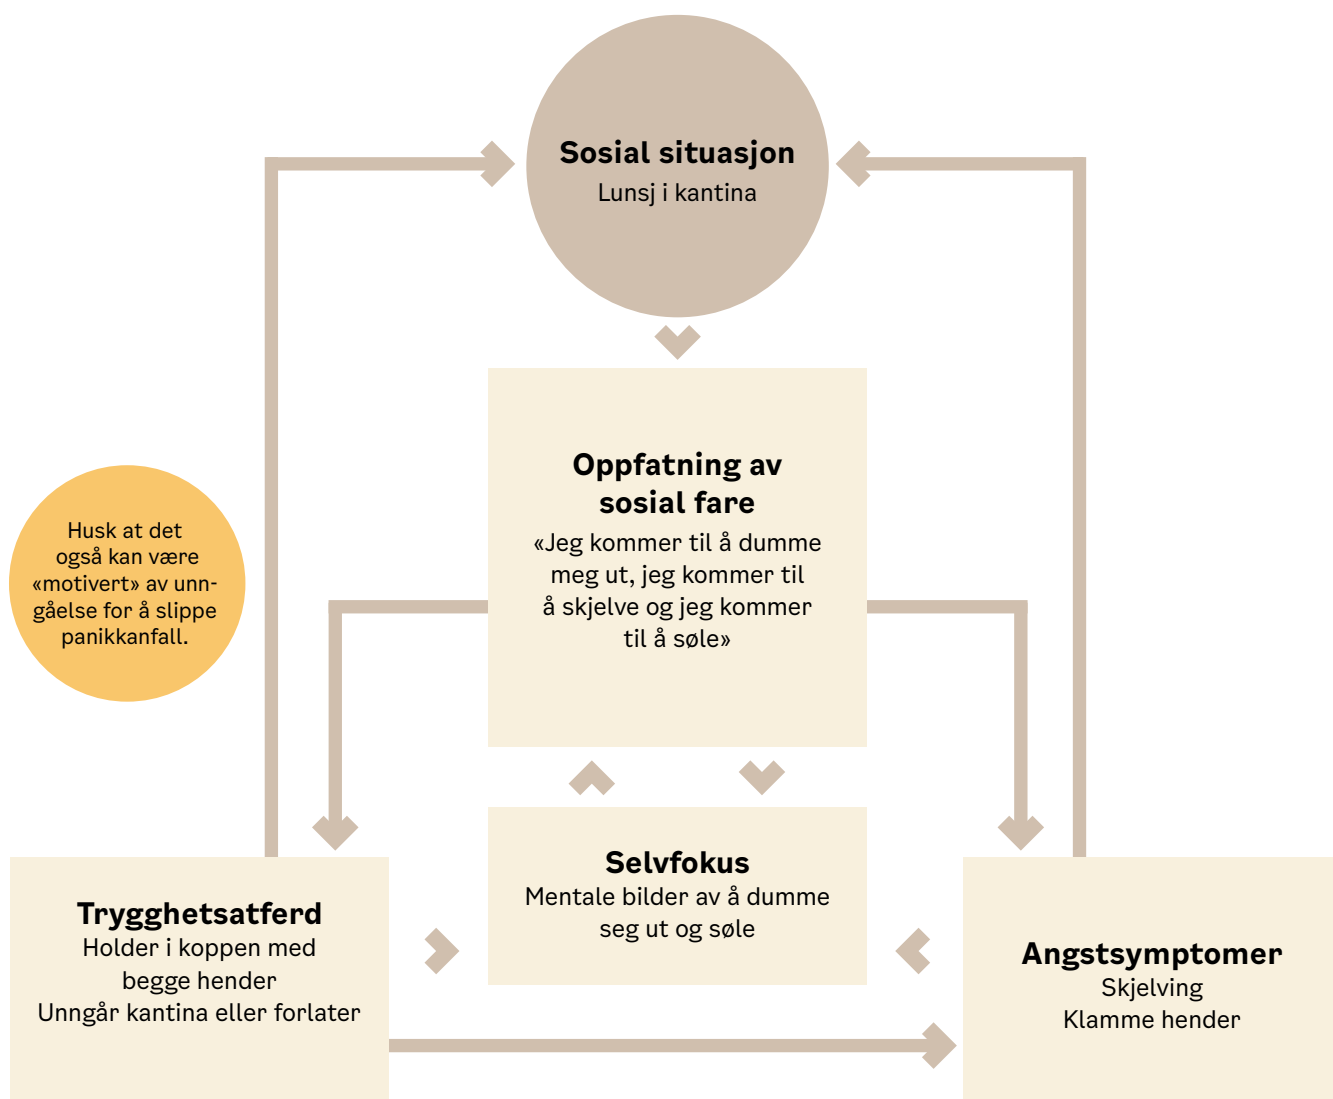 Sosial situasjon
Lunsj i kantina
Oppfatning av
sosial fare
«Jeg kommer til å dumme
meg ut, jeg kommer til
å skjelve og jeg kommer
til å søle»
Husk at det
også kan være
«motivert» av unn-
gåelse for å slippe
panikkanfall.
Selvfokus
Mentale bilder av å dumme
seg ut og søle
Trygghetsatferd
Holder i koppen med
begge hender
Unngår kantina eller forlater
Angstsymptomer
Skjelving
Klamme hender